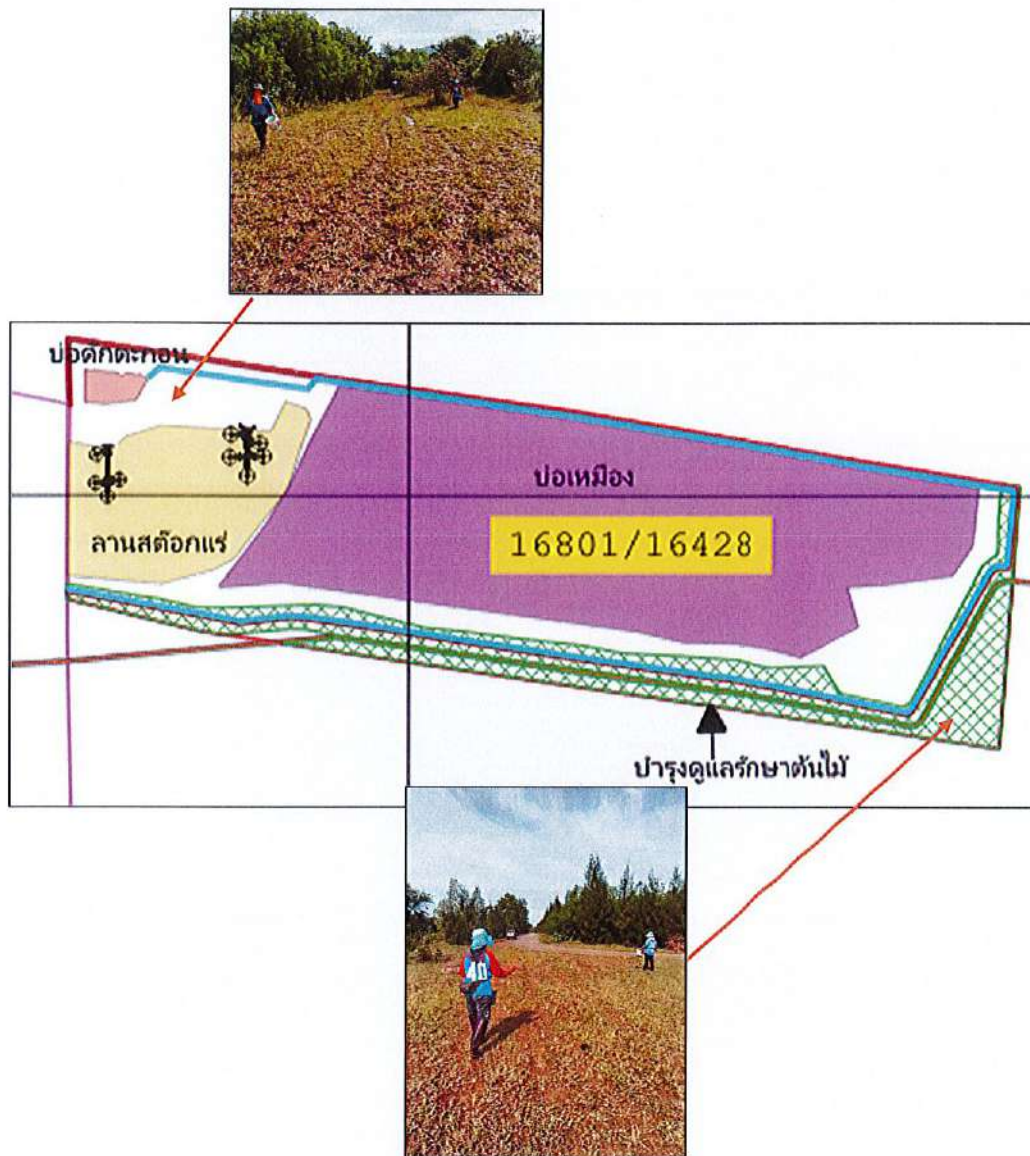 บ่อดักตะกอน
บ่อเหมือง
16801/16428
ลานสต๊อกแร่
บำรุงดูแลรักษาต้นไม้
40